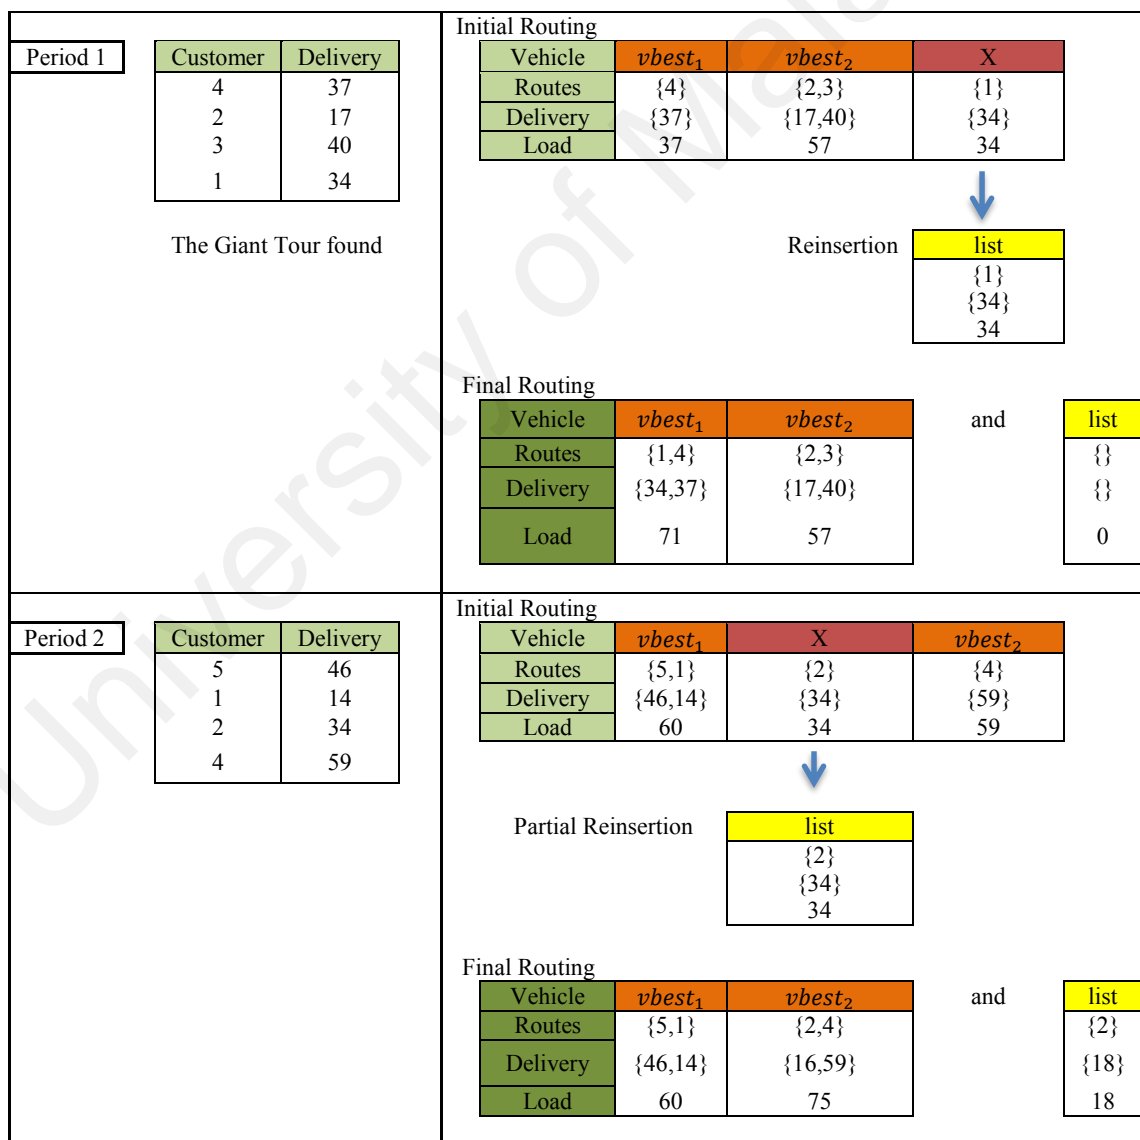 Initial Routing
Period 1
Customer Delivery
4 37
2 17
3 40
1 34
The Giant Tour found
Vehicle vbest₁ vbest₂ X
Routes {4} {2,3} {1}
Delivery {37} {17,40} {34}
Load 37 57 34
Reinsertion list
{1}
{34}
34
Final Routing
Vehicle vbest₁ vbest₂ and list
Routes {1,4} {2,3} {}
Delivery {34,37} {17,40} {}
Load 71 57 0
Initial Routing
Period 2
Customer Delivery
5 46
1 14
2 34
4 59
Vehicle vbest₁ X vbest₂
Routes {5,1} {2} {4}
Delivery {46,14} {34} {59}
Load 60 34 59
Partial Reinsertion list
{2}
{34}
34
Final Routing
Vehicle vbest₁ vbest₂ and list
Routes {5,1} {2,4} {2}
Delivery {46,14} {16,59} {18}
Load 60 75 18
University of Mala